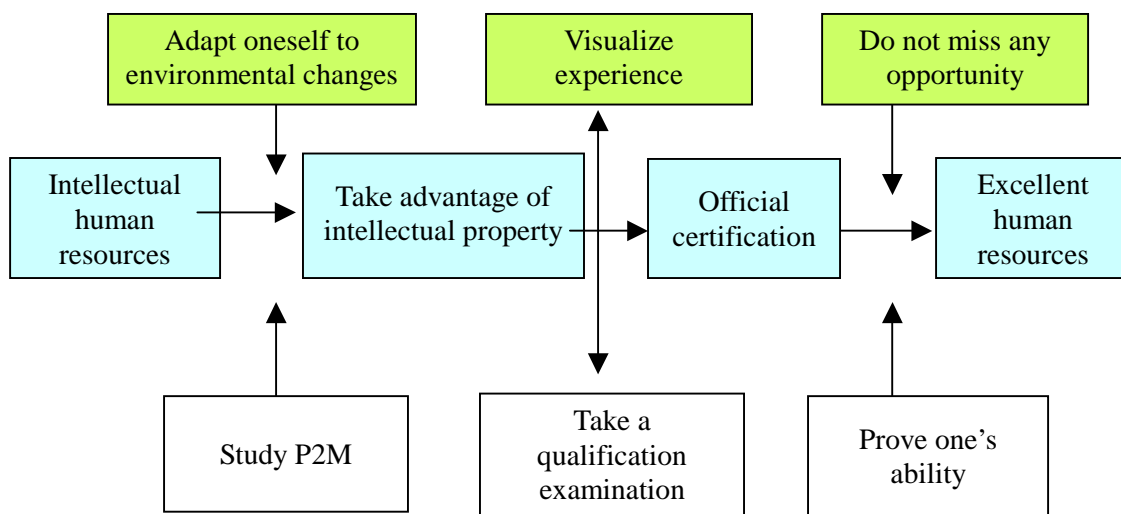 Adapt oneself to
environmental changes
Visualize
experience
Do not miss any
opportunity
Intellectual
human
resources
Take advantage of
intellectual property
Official
certification
Excellent
human
resources
Study P2M
Take a
qualification
examination
Prove one’s
ability